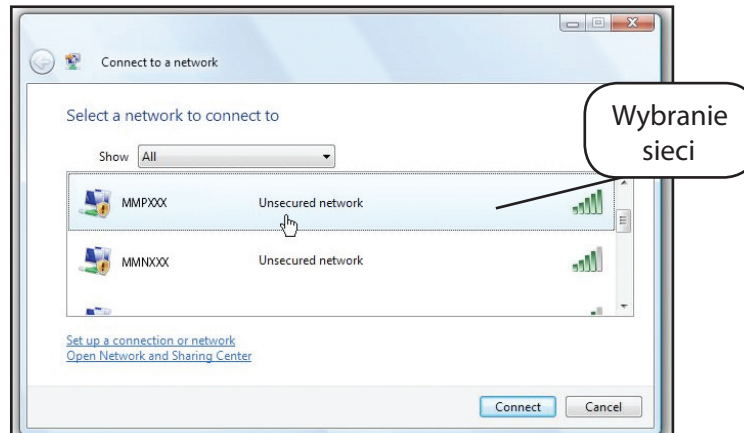 Connect to a network
Select a network to connect to
Show All
MMPXXX Unsecured network
MMNXXX Unsecured network
Set up a connection or network
Open Network and Sharing Center
Connect Cancel
Wybranie
sieci